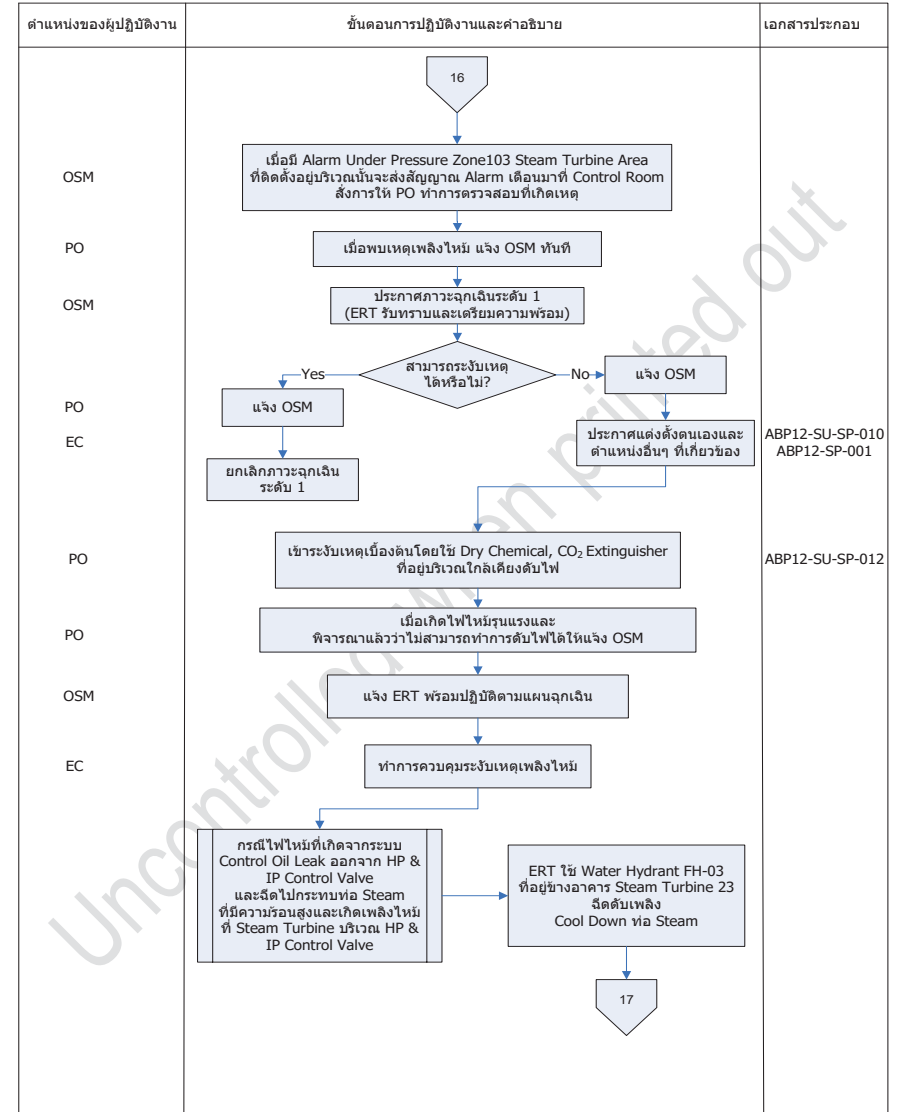 ตำแหน่งของผู้ปฏิบัติงาน
ขั้นตอนการปฏิบัติงานและคำอธิบาย
เอกสารประกอบ
16
OSM
เมื่อมี Alarm Under Pressure Zone103 Steam Turbine Area
ที่ติดตั้งอยู่บริเวณนั้นจะส่งสัญญาณ Alarm เตือนมาที่ Control Room
สั่งการให้ PO ทำการตรวจสอบที่เกิดเหตุ
PO
เมื่อพบเหตุเพลิงไหม้ แจ้ง OSM ทันที
OSM
ประกาศภาวะฉุกเฉินระดับ 1
(ERT รับทราบและเตรียมความพร้อม)
สามารถระงับเหตุ
ได้หรือไม่?
Yes
No
แจ้ง OSM
PO
แจ้ง OSM
EC
ประกาศแต่งตั้งตนเองและ
ตำแหน่งอื่นๆ ที่เกี่ยวข้อง
ABP12-SU-SP-010
ABP12-SP-001
ยกเลิกภาวะฉุกเฉิน
ระดับ 1
PO
เข้าระงับเหตุเบื้องต้นโดยใช้ Dry Chemical, CO₂ Extinguisher
ที่อยู่บริเวณใกล้เคียงดับไฟ
ABP12-SU-SP-012
PO
เมื่อเกิดไฟไหม้รุนแรงและ
พิจารณาแล้วว่าไม่สามารถทำการดับไฟได้ให้แจ้ง OSM
OSM
แจ้ง ERT พร้อมปฏิบัติตามแผนฉุกเฉิน
EC
ทำการควบคุมระงับเหตุเพลิงไหม้
กรณีไฟไหม้ที่เกิดจากระบบ
Control Oil Leak ออกจาก HP &
IP Control Valve
และฉีดไปกระทบท่อ Steam
ที่มีความร้อนสูงและเกิดเพลิงไหม้
ที่ Steam Turbine บริเวณ HP &
IP Control Valve
ERT ใช้ Water Hydrant FH-03
ที่อยู่ข้างอาคาร Steam Turbine 23
ฉีดดับเพลิง
Cool Down ท่อ Steam
17
Uncontrolled when printed out